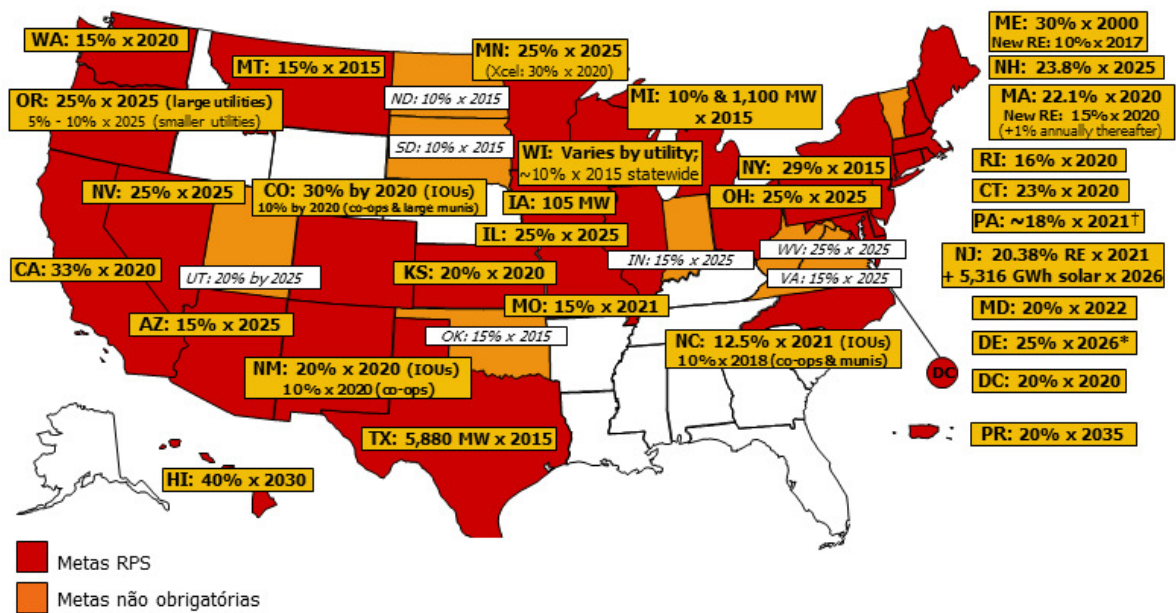 WA: 15% x 2020
MT: 15% x 2015
MN: 25% x 2025
(Xcel: 30% x 2020)
ME: 30% x 2000
New RE: 10% x 2017
NH: 23.8% x 2025
OR: 25% x 2025 (large utilities)
5% - 10% x 2025 (smaller utilities)
ND: 10% x 2015
MI: 10% & 1,100 MW
x 2015
MA: 22.1% x 2020
New RE: 15% x 2020
(+1% annually thereafter)
SD: 10% x 2015
WI: Varies by utility;
~10% x 2015 statewide
NY: 29% x 2015
RI: 16% x 2020
NV: 25% x 2025
CO: 30% by 2020 (IOUs)
10% by 2020 (co-ops & large munis)
IA: 105 MW
OH: 25% x 2025
CT: 23% x 2020
IL: 25% x 2025
PA: ~18% x 2021†
CA: 33% x 2020
UT: 20% by 2025
KS: 20% x 2020
IN: 15% x 2025
WV: 25% x 2025
VA: 15% x 2025
NJ: 20.38% RE x 2021
+ 5,316 GWh solar x 2026
MO: 15% x 2021
MD: 20% x 2022
AZ: 15% x 2025
OK: 15% x 2015
NC: 12.5% x 2021 (IOUs)
10% x 2018 (co-ops & munis)
DE: 25% x 2026*
NM: 20% x 2020 (IOUs)
10% x 2020 (co-ops)
DC
DC: 20% x 2020
TX: 5,880 MW x 2015
PR: 20% x 2035
HI: 40% x 2030
Metas RPS
Metas não obrigatórias